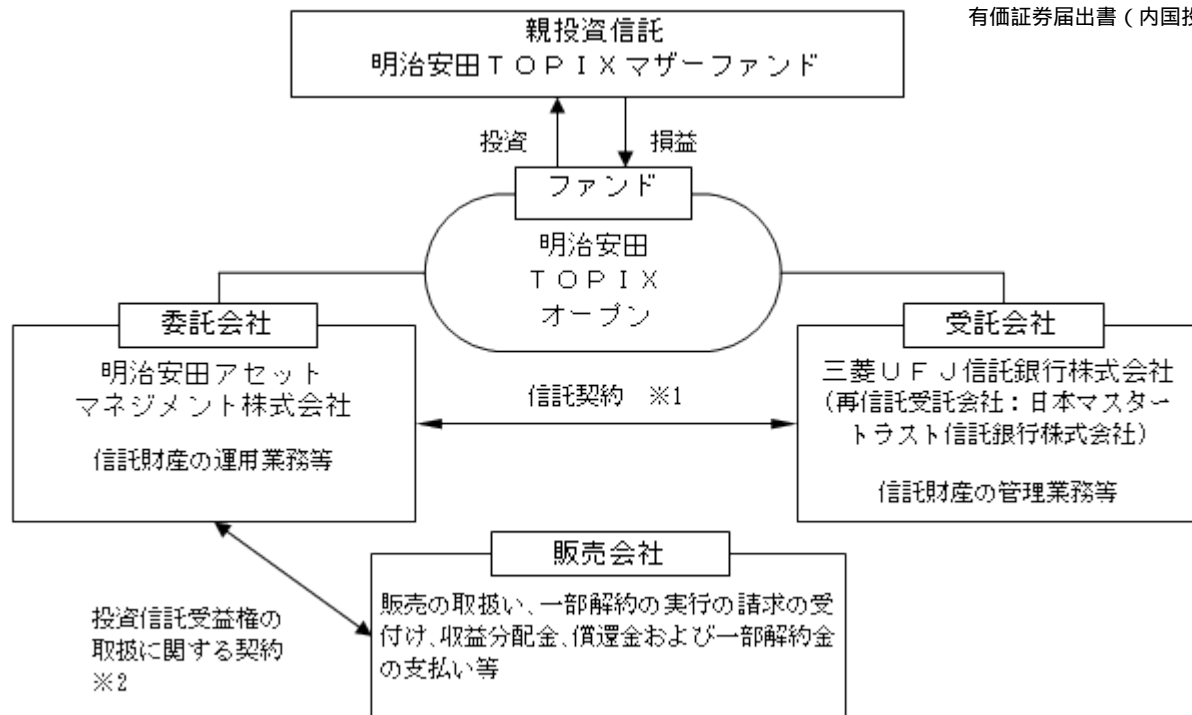 有価証券届出書（内国投
親投資信託
明治安田ＴＯＰＩＸマザーファンド
投資
損益
ファンド
明治安田
ＴＯＰＩＸ
オープン
委託会社
明治安田アセット
マネジメント株式会社
信託財産の運用業務等
信託契約　※1
受託会社
三菱ＵＦＪ信託銀行株式会社
（再信託受託会社：日本マスター
トラスト信託銀行株式会社）
信託財産の管理業務等
販売会社
販売の取扱い、一部解約の実行の請求の受
付け、収益分配金、償還金および一部解約金
の支払い等
投資信託受益権の
取扱に関する契約
※2